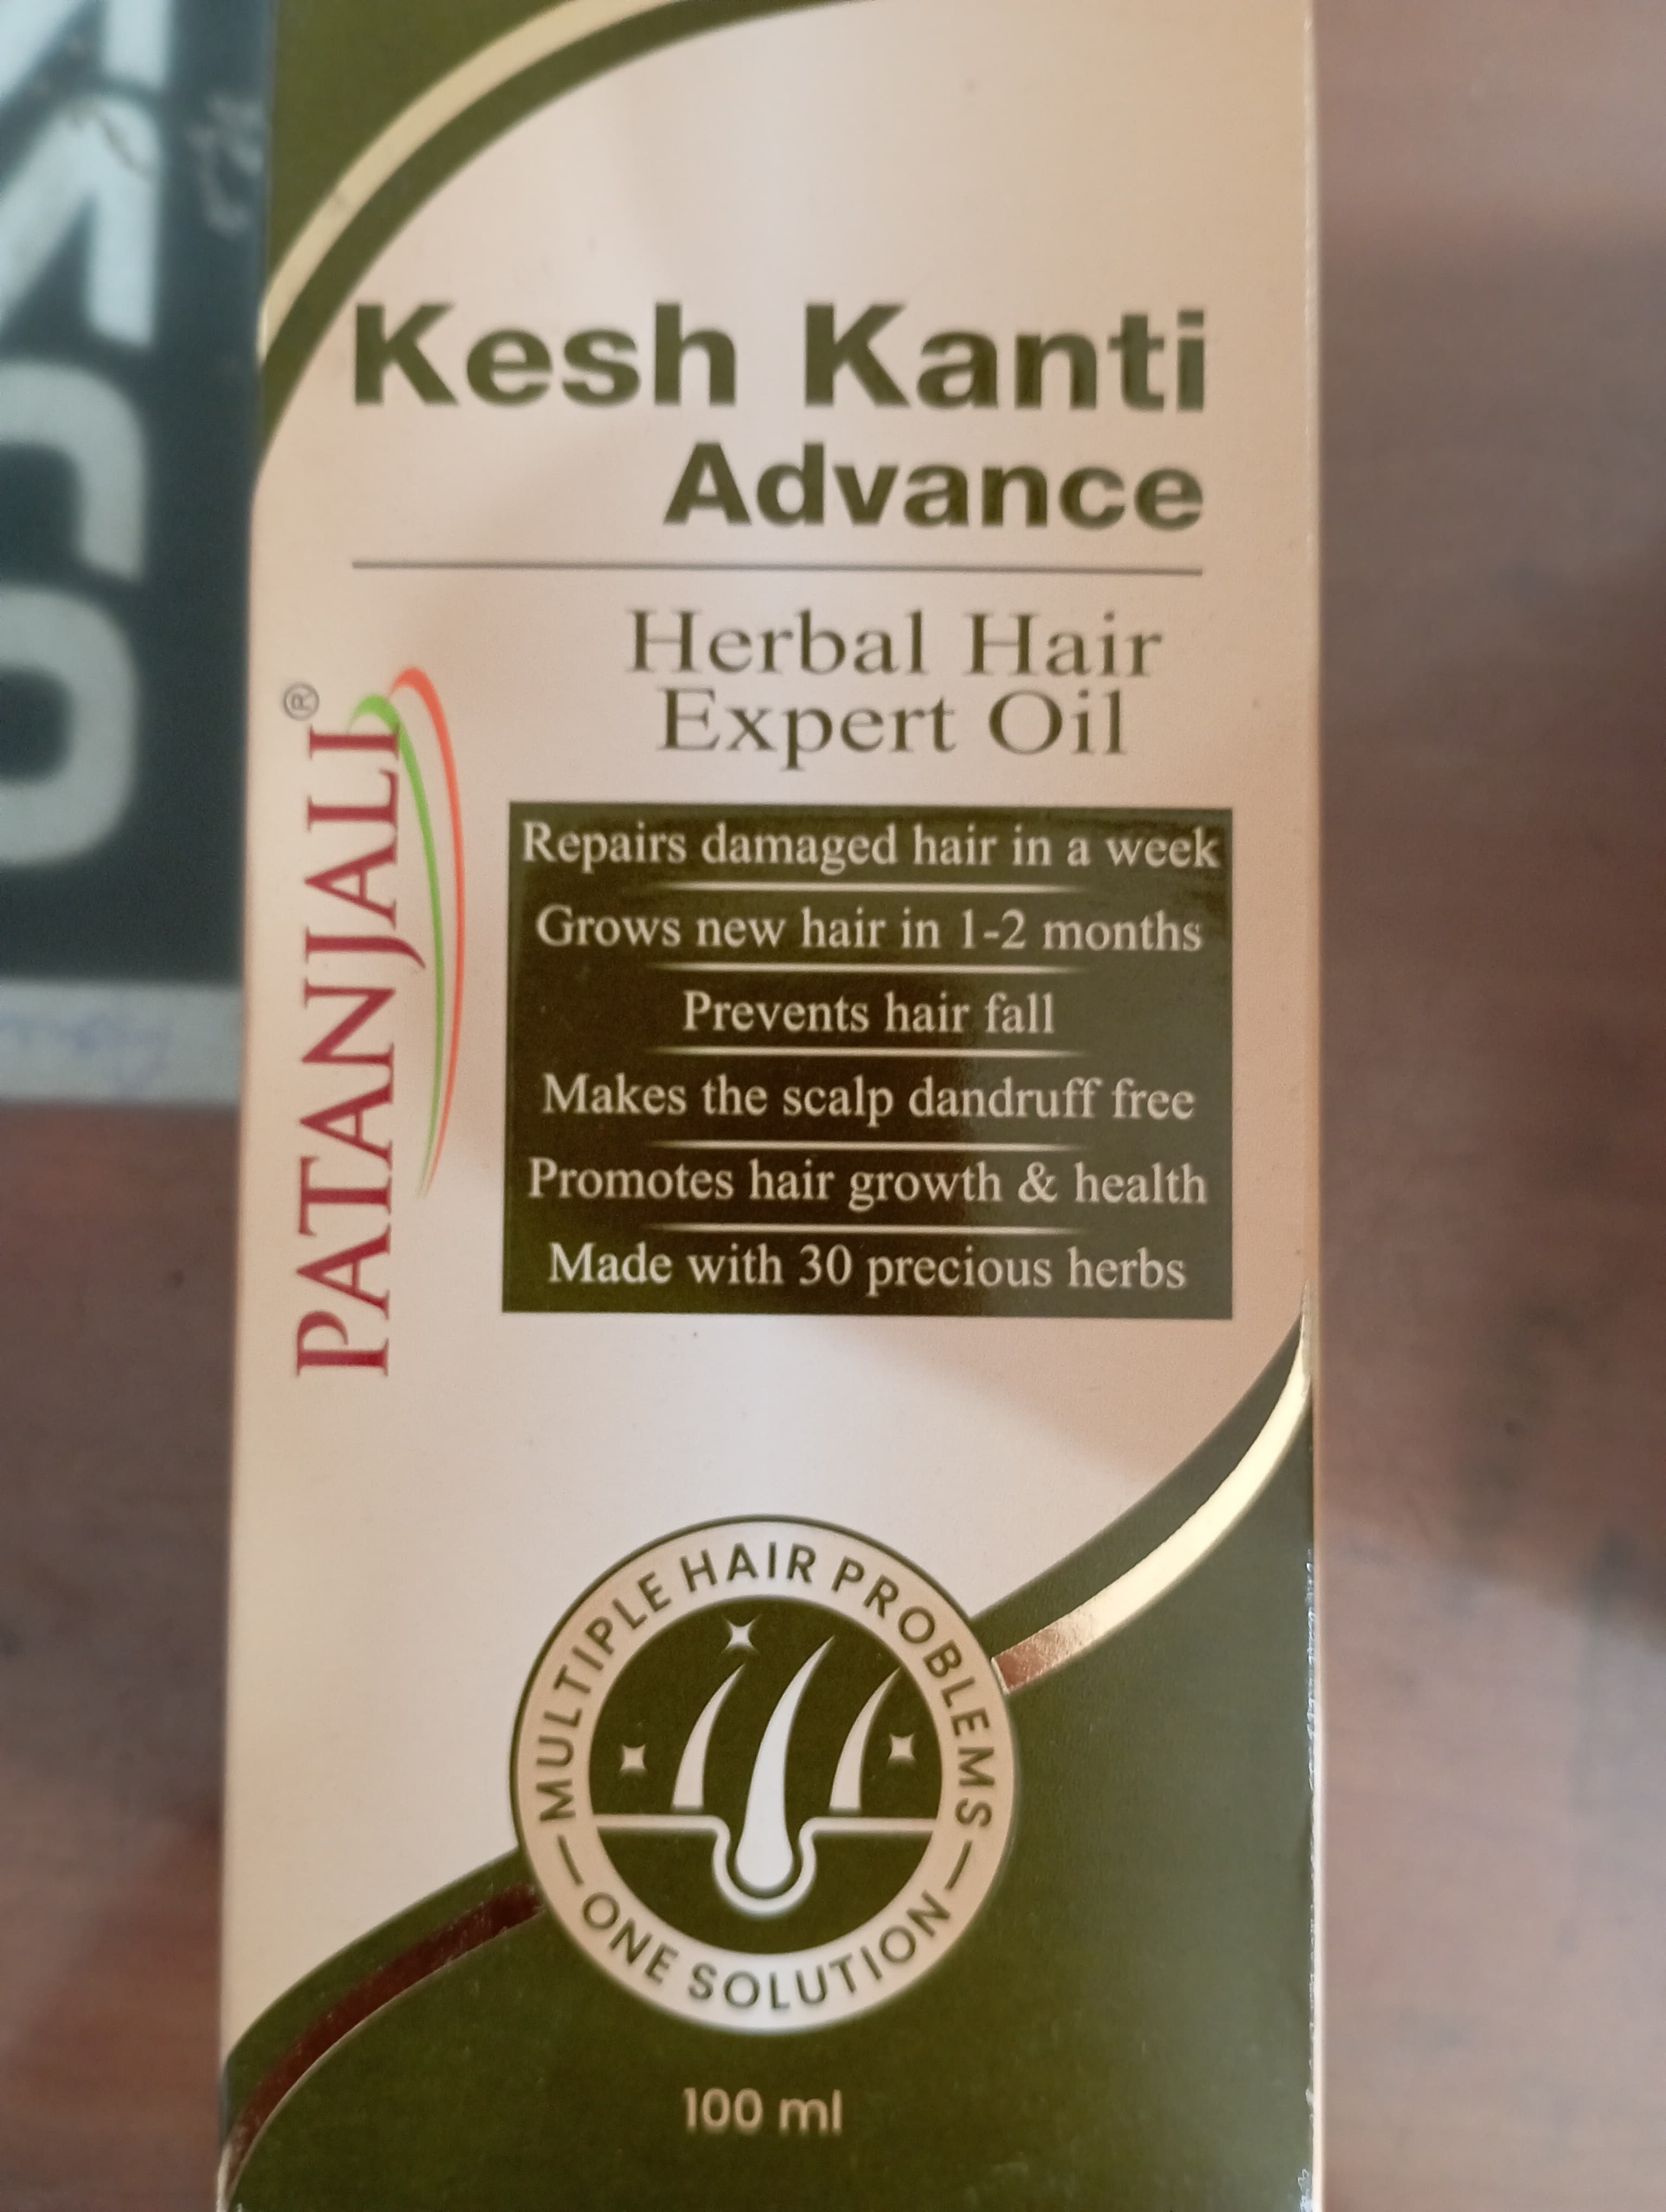 Kesh Kanti
Advance
Herbal Hair
Expert Oil
PATANJALI®
Repairs damaged hair in a week
Grows new hair in 1-2 months
Prevents hair fall
Makes the scalp dandruff free
Promotes hair growth & health
Made with 30 precious herbs
MULTIPLE HAIR PROBLEMS
ONE SOLUTION
100 ml